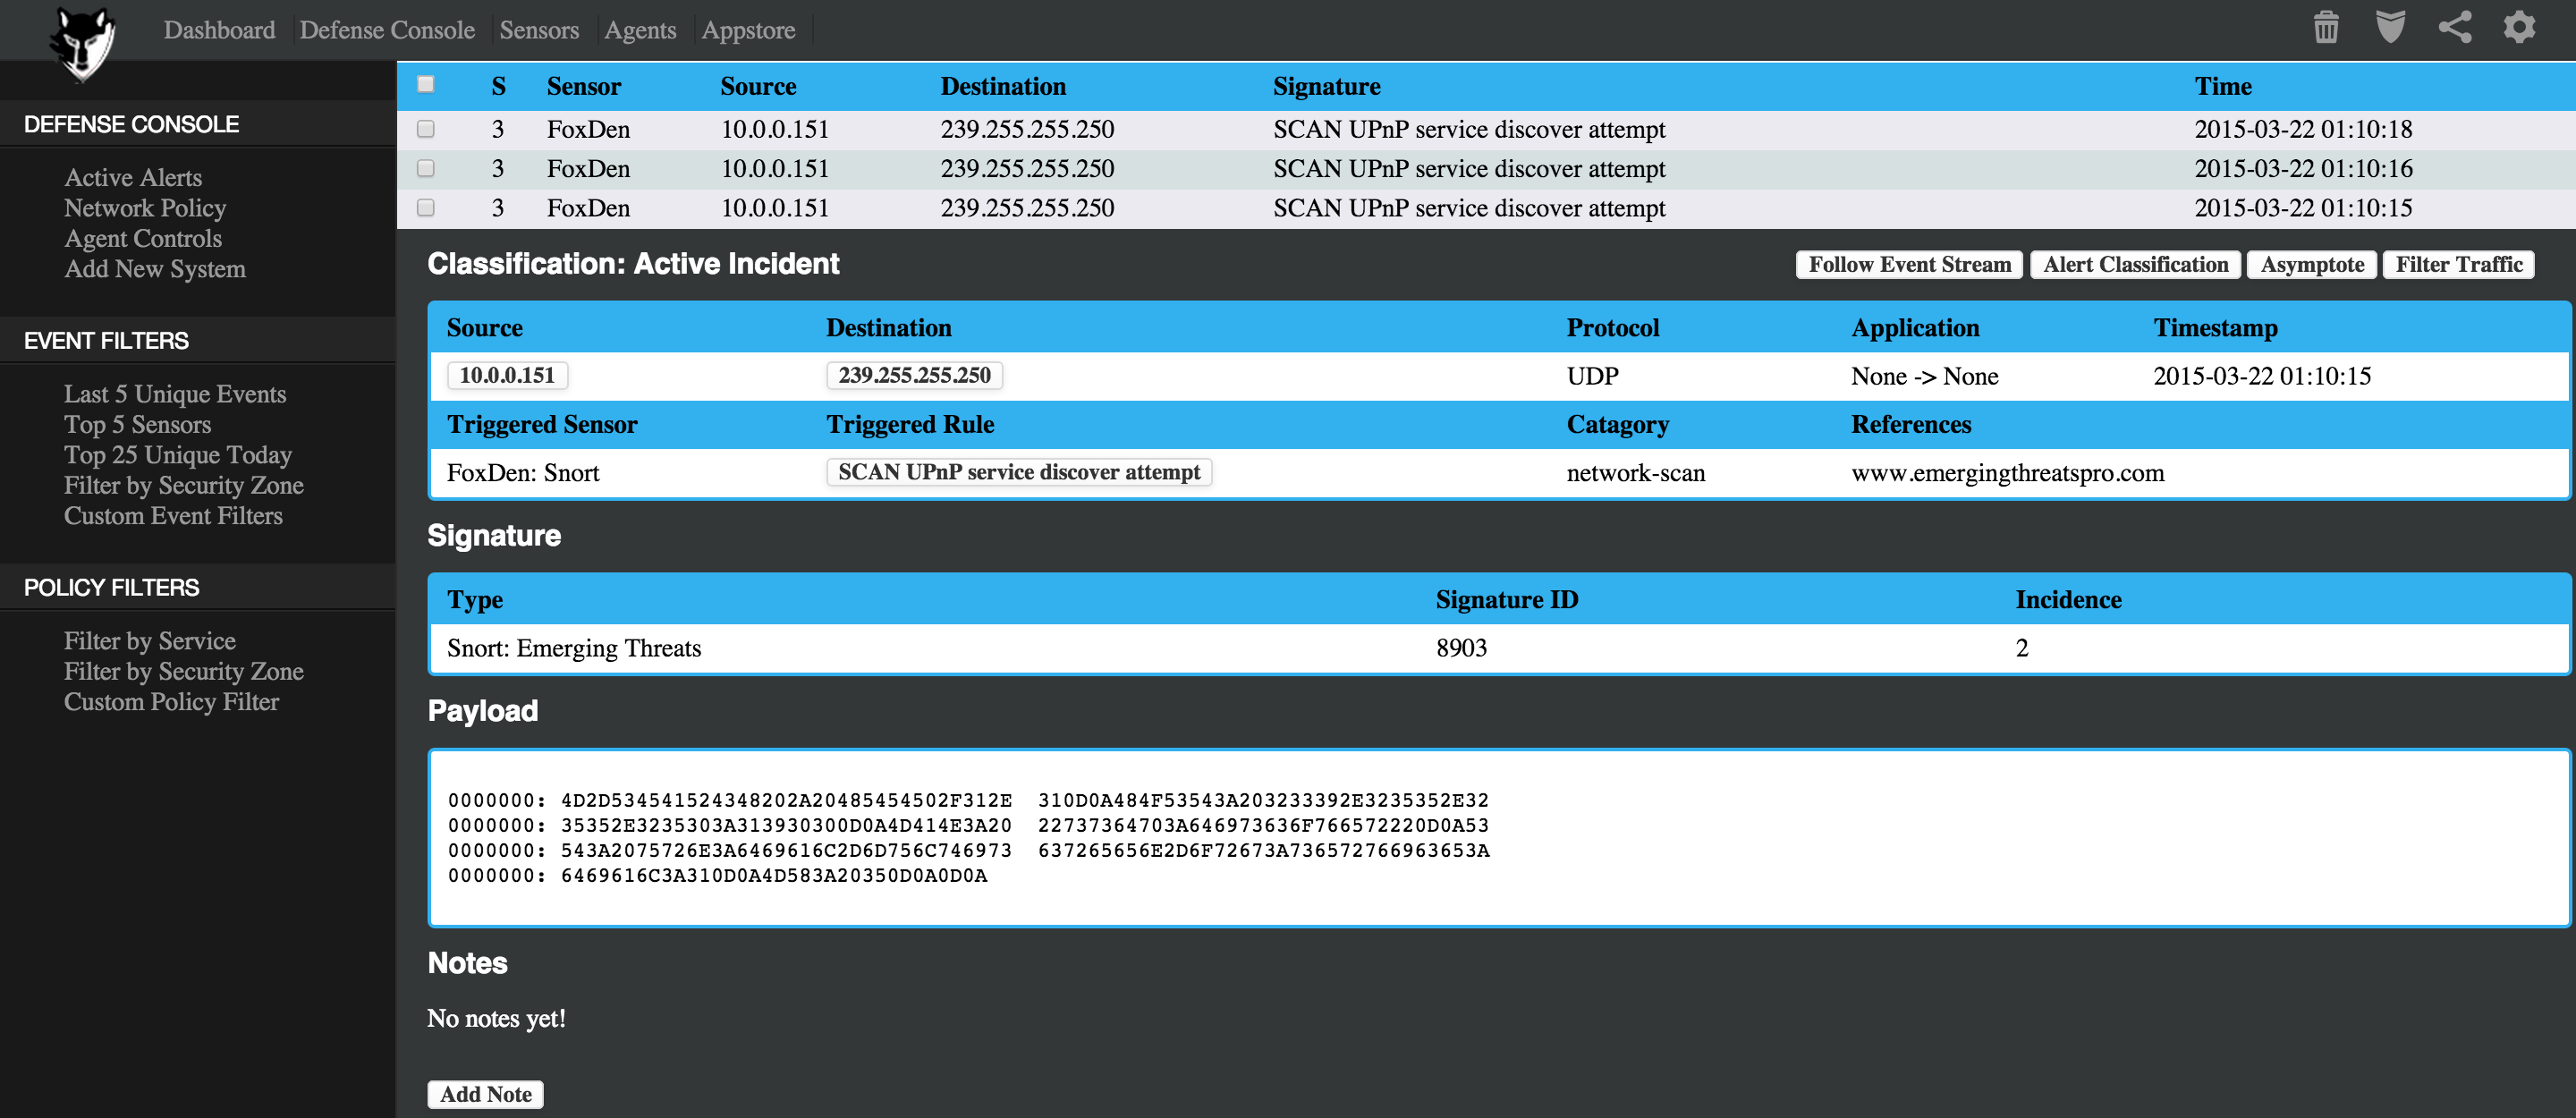 Dashboard Defense Console Sensors Agents Appstore
DEFENSE CONSOLE
Active Alerts
Network Policy
Agent Controls
Add New System
EVENT FILTERS
Last 5 Unique Events
Top 5 Sensors
Top 25 Unique Today
Filter by Security Zone
Custom Event Filters
POLICY FILTERS
Filter by Service
Filter by Security Zone
Custom Policy Filter
S Sensor Source Destination Signature Time
3 FoxDen 10.0.0.151 239.255.255.250 SCAN UPnP service discover attempt 2015-03-22 01:10:18
3 FoxDen 10.0.0.151 239.255.255.250 SCAN UPnP service discover attempt 2015-03-22 01:10:16
3 FoxDen 10.0.0.151 239.255.255.250 SCAN UPnP service discover attempt 2015-03-22 01:10:15
Classification: Active Incident Follow Event Stream Alert Classification Asymptote Filter Traffic
Source Destination Protocol Application Timestamp
10.0.0.151 239.255.255.250 UDP None -> None 2015-03-22 01:10:15
Triggered Sensor Triggered Rule Catagory References
FoxDen: Snort SCAN UPnP service discover attempt network-scan www.emergingthreatspro.com
Signature
Type Signature ID Incidence
Snort: Emerging Threats 8903 2
Payload
0000000: 4D2D534541524348202A20485454502F312E 310D0A484F53543A203233392E3235352E32
0000000: 35352E3235303A313930300D0A4D414E3A20 22737364703A646973636F766572220D0A53
0000000: 543A2075726E3A6469616C2D6D756C746973 637265656E2D6F72673A736572766963653A
0000000: 6469616C3A310D0A4D583A20350D0A0D0A
Notes
No notes yet!
Add Note